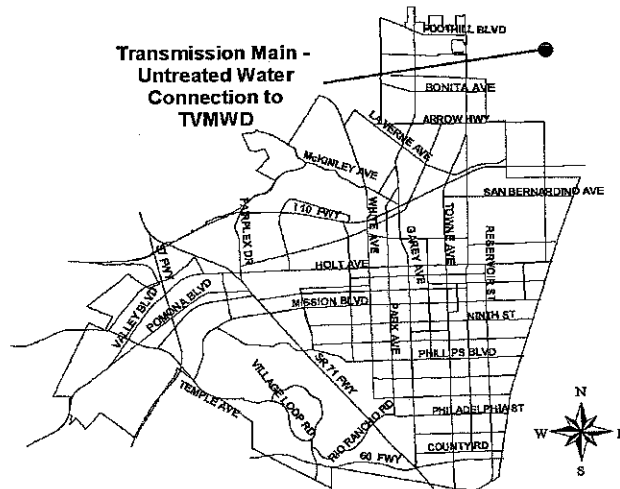 FOOTHILL BLVD
Transmission Main -
Untreated Water
Connection to
TVMWD
BONITA AVE
ARROW HWY
LA VERNE AVE
McKINLEY AVE
SAN BERNARDINO AVE
FAIRPLEX DR
I 10 FWY
WHITE AVE
GAREY AVE
TOWNE AVE
RESERVOIR ST
57 FWY
HOLT AVE
VALLEY BLVD
POMONA BLVD
MISSION BLVD
PARK AVE
NINTH ST
SR 71 FWY
PHILLIPS BLVD
TEMPLE AVE
VILLAGE LOOP RD
RIO RANCHO RD
PHILADELPHIA ST
COUNTY RD
60 FWY
N
W
E
S